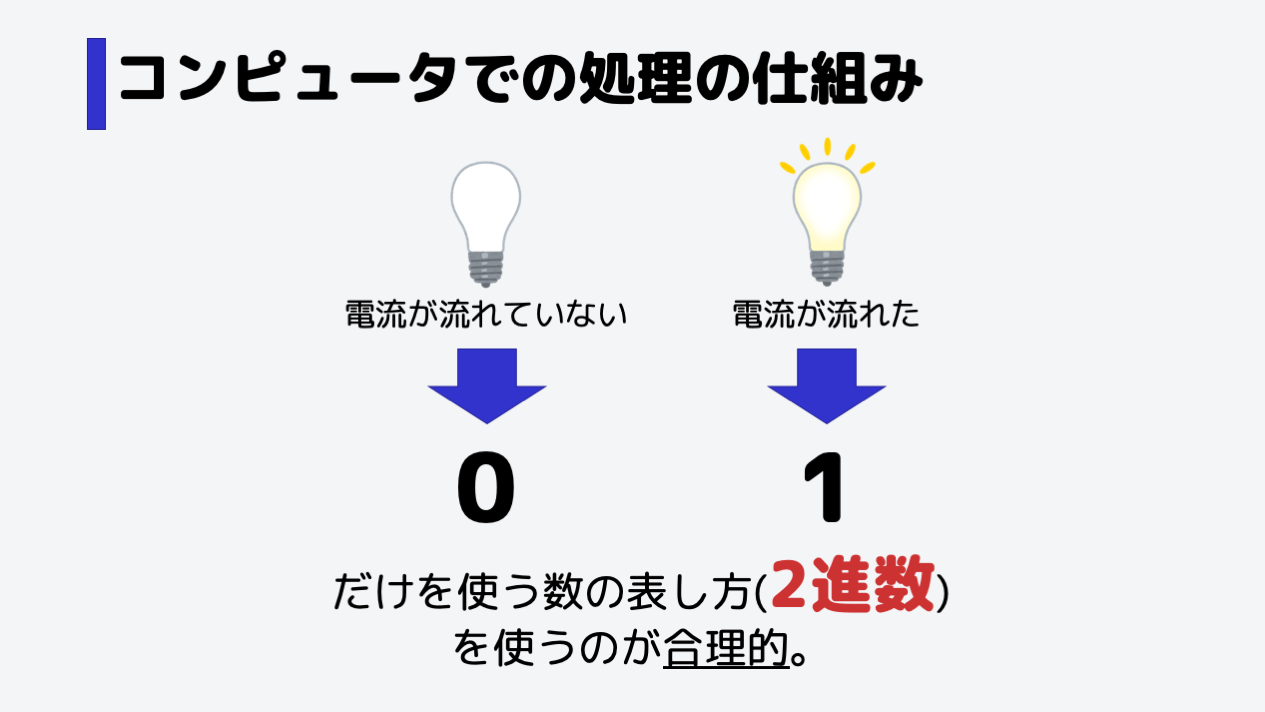 コンピュータでの処理の仕組み
電流が流れていない
電流が流れた
0
1
だけを使う数の表し方(2進数)
を使うのが合理的。